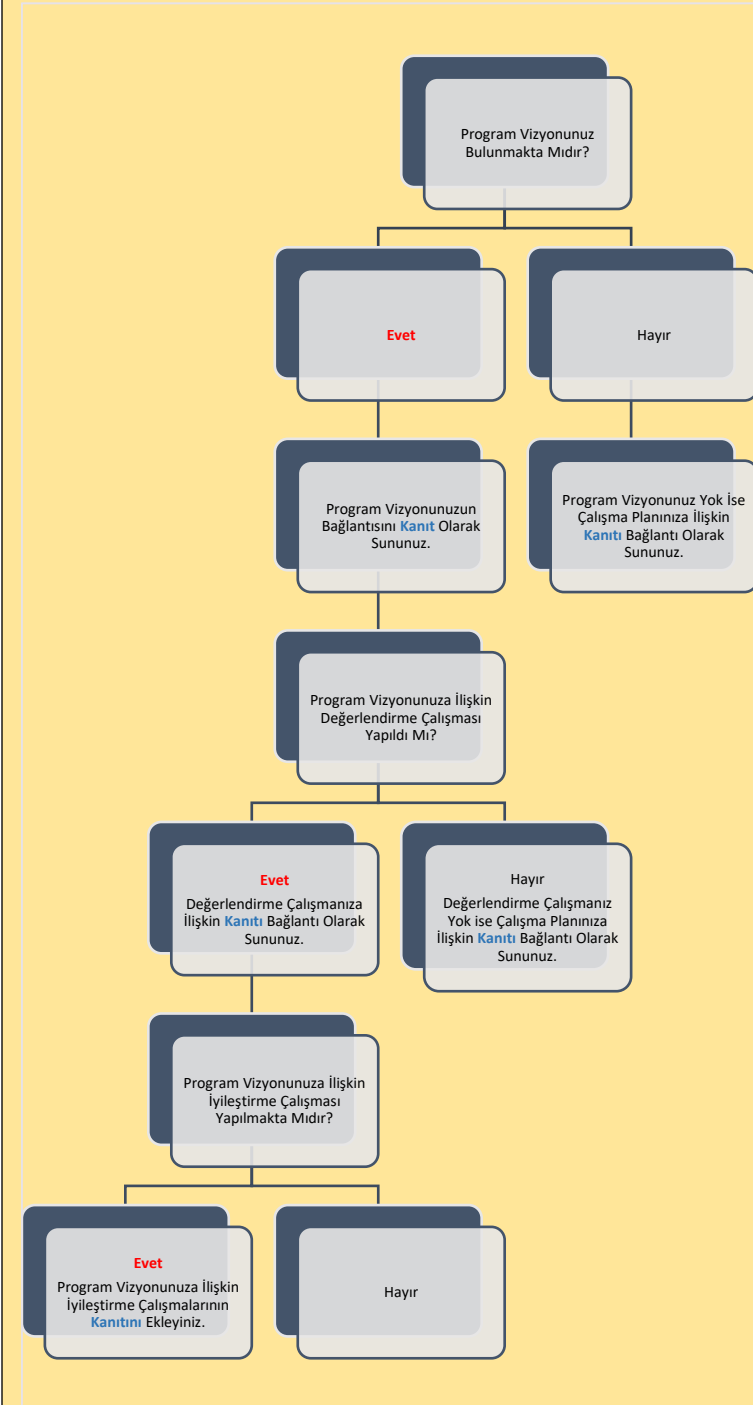 Program Vizyonunuz
Bulunmakta Mıdır?
Evet
Hayır
Program Vizyonunuzun
Bağlantısını Kanıt Olarak
Sununuz.
Program Vizyonunuz Yok İse
Çalışma Planınıza İlişkin
Kanıtı Bağlantı Olarak
Sununuz.
Program Vizyonunuza İlişkin
Değerlendirme Çalışması
Yapıldı Mı?
Evet
Değerlendirme Çalışmanıza
İlişkin Kanıtı Bağlantı Olarak
Sununuz.
Hayır
Değerlendirme Çalışmanız
Yok ise Çalışma Planınıza
İlişkin Kanıtı Bağlantı Olarak
Sununuz.
Program Vizyonunuza İlişkin
İyileştirme Çalışması
Yapılmakta Mıdır?
Evet
Program Vizyonunuza İlişkin
İyileştirme Çalışmalarının
Kanıtını Ekleyiniz.
Hayır